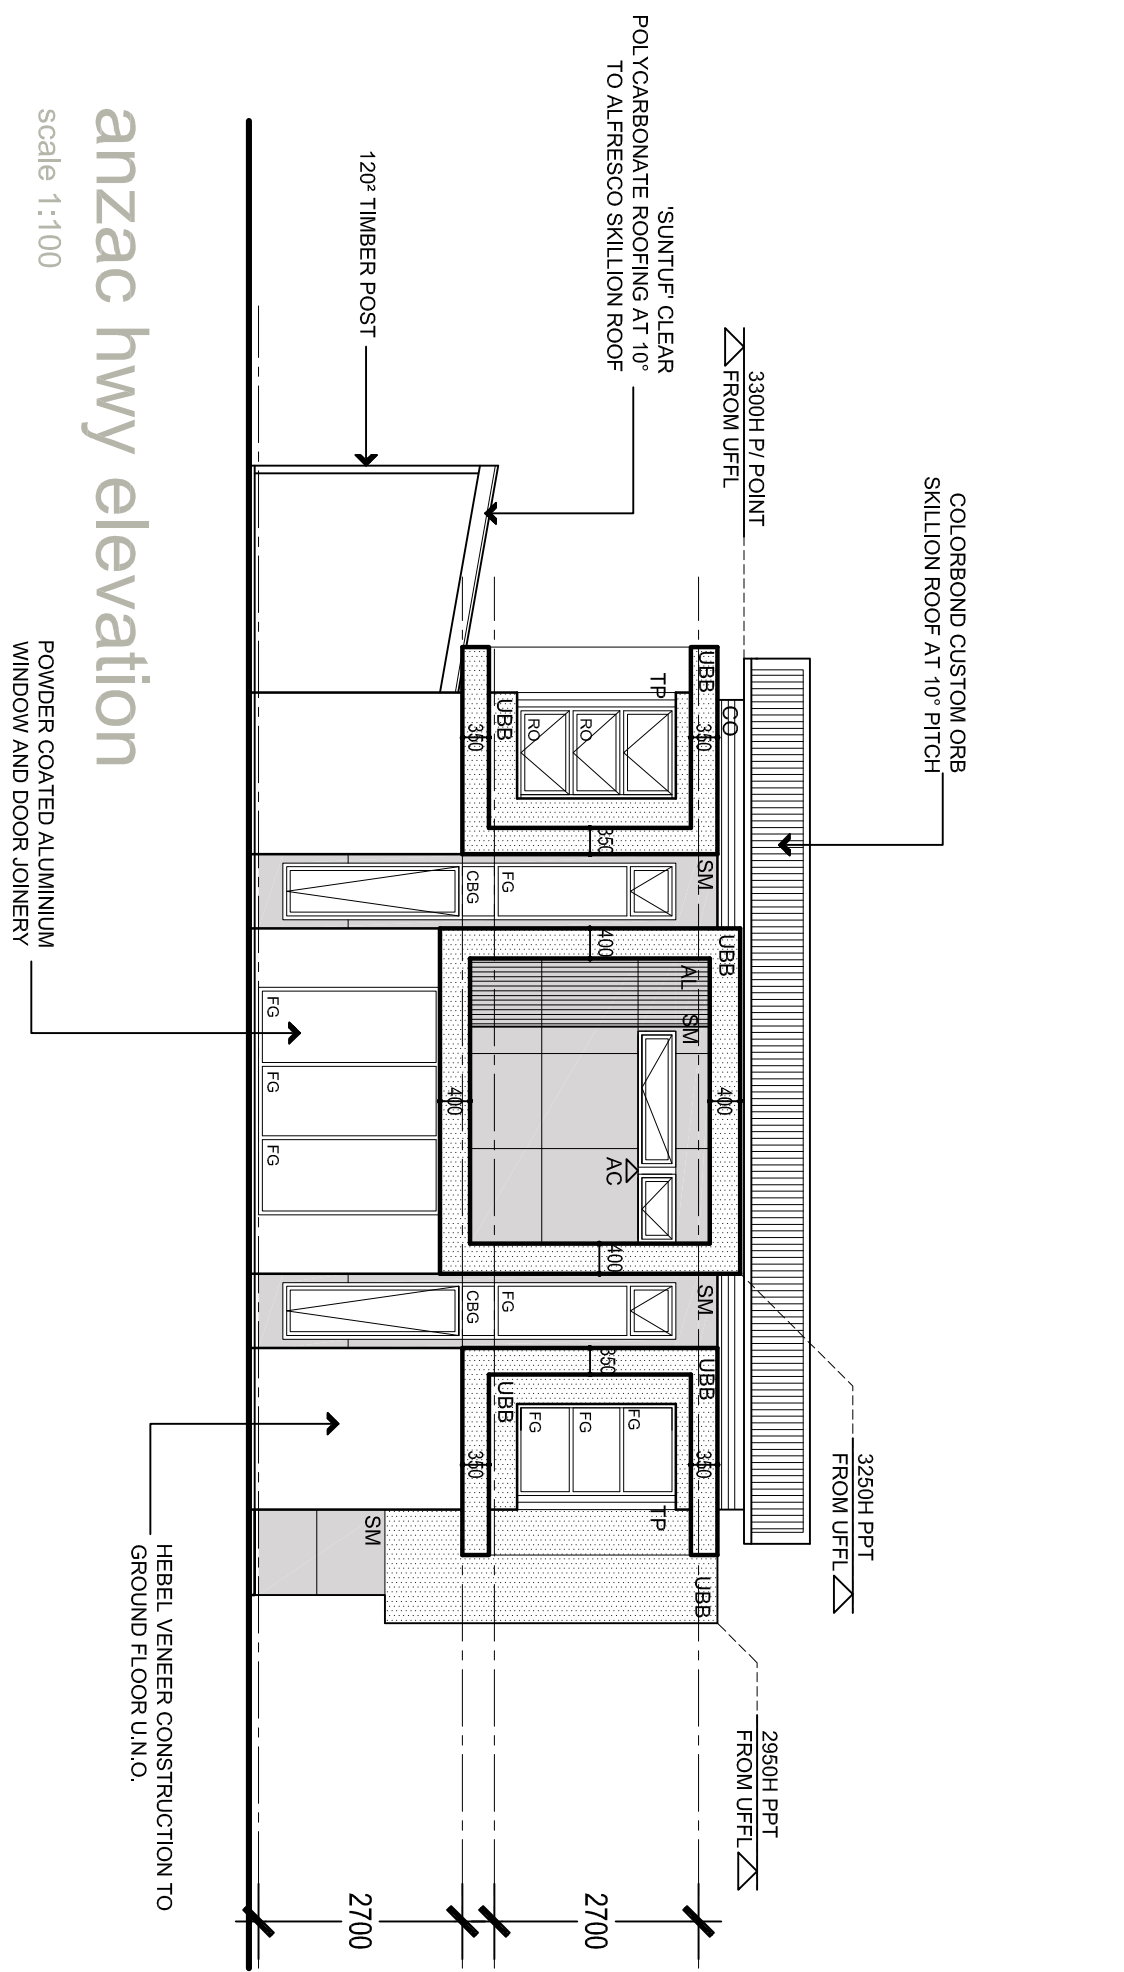 COLORBOND CUSTOM ORB
SKILLION ROOF AT 10° PITCH
3300H P/ POINT
FROM UFFL
'SUNTUF' CLEAR
POLYCARBONATE ROOFING AT 10°
TO ALFRESCO SKILLION ROOF
120² TIMBER POST
3250H PPT
FROM UFFL
2950H PPT
FROM UFFL
CO
UBB
350
TP
RO
RO
UBB
350
350
SM
FG
CBG
UBB
400
400
AL
SM
AC
400
400
FG
FG
FG
SM
FG
CBG
UBB
350
350
FG
FG
FG
UBB
350
TP
UBB
SM
2700
2700
POWDER COATED ALUMINIUM
WINDOW AND DOOR JOINERY
HEBEL VENEER CONSTRUCTION TO
GROUND FLOOR U.N.O.
anzac hwy elevation
scale 1:100